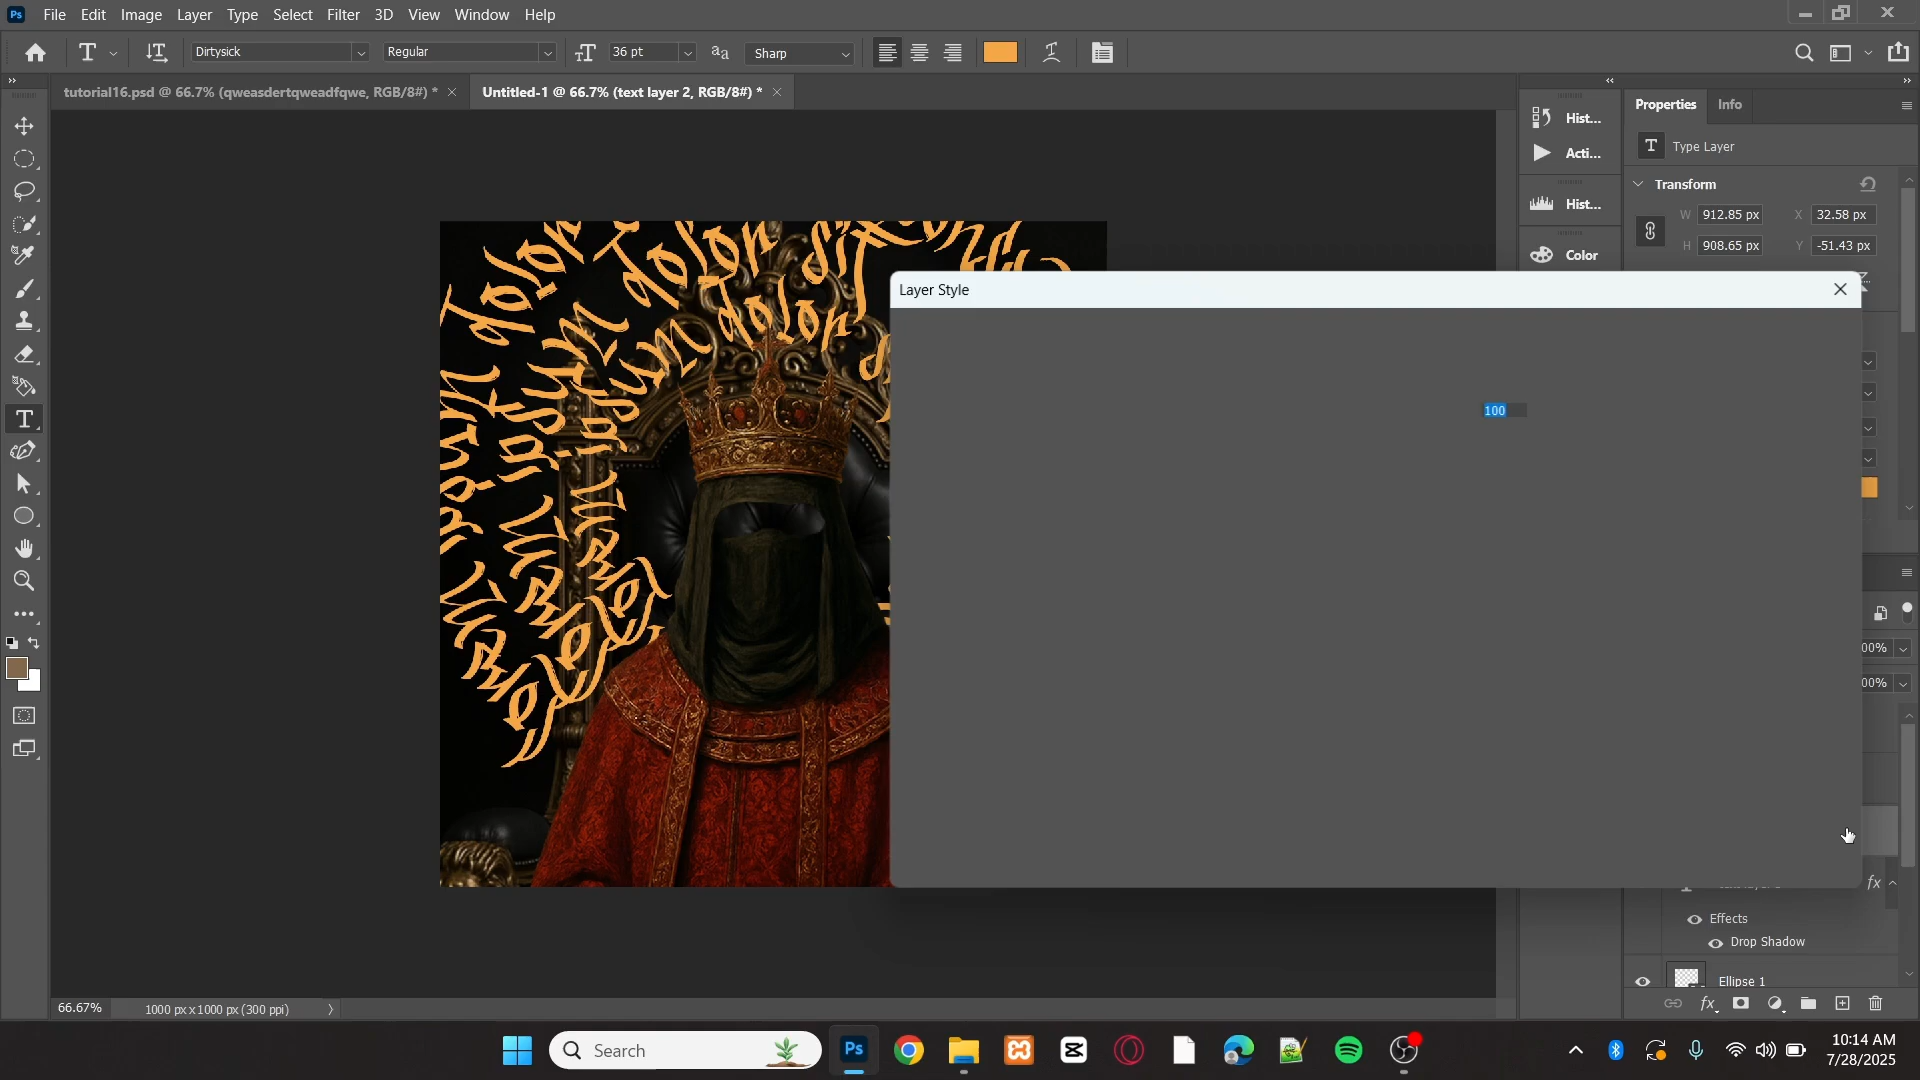 Ps File Edit Image Layer Type Select Filter 3D View Window Help
Dirtysick Regular 36 pt Sharp
tutorial16.psd @ 66.7% (qweasdertqweadfqwe, RGB/8#) *
Untitled-1 @ 66.7% (text layer 2, RGB/8#) *
Hist...
Acti...
Hist...
Color
Properties Info
Type Layer
Transform
W 912.85 px X 32.58 px
H 908.65 px Y -51.43 px
Layer Style
100
00%
00%
fx
Effects
Drop Shadow
Ellipse 1
66.67% 1000 px x 1000 px (300 ppi)
Search
10:14 AM
7/28/2025